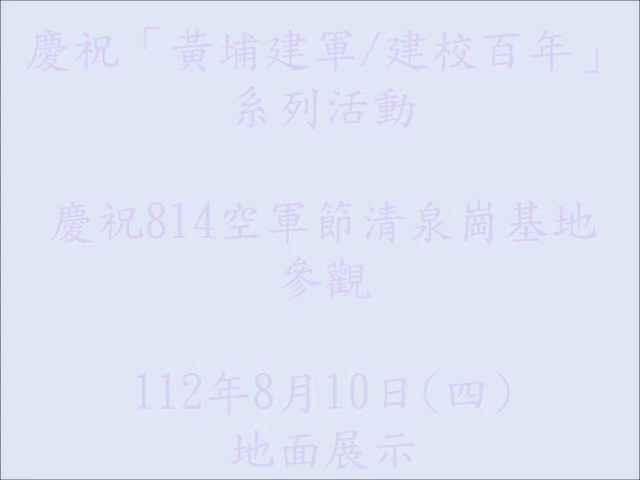 慶祝「黃埔建軍/建校百年」
系列活動
慶祝814空軍節清泉崗基地
參觀
112年8月10日(四)
地面展示